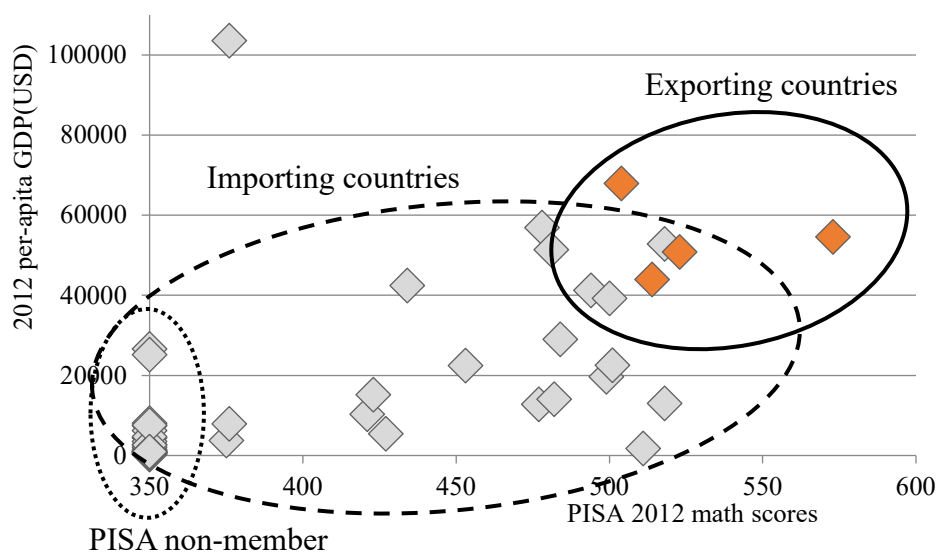 100000
80000
60000
40000
20000
0
2012 per-apita GDP(USD)
Exporting countries
Importing countries
350
400
450
500
550
600
PISA 2012 math scores
PISA non-member